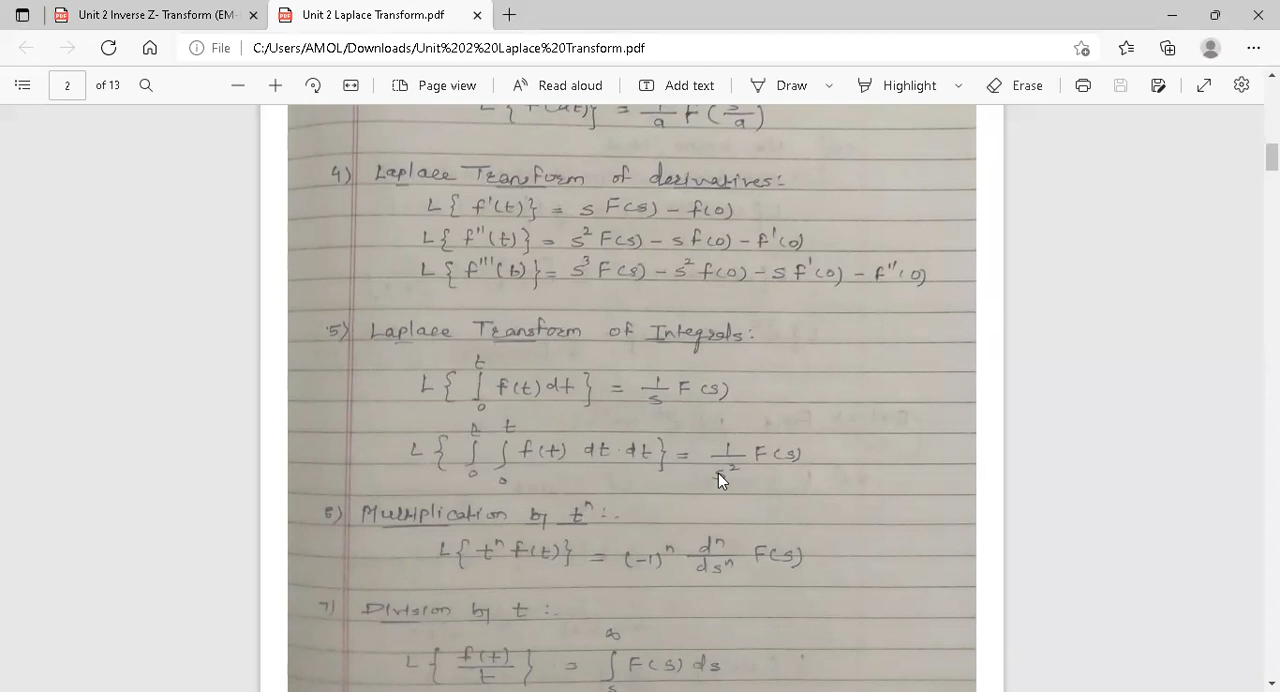 Unit 2 Inverse Z- Transform (EM-
Unit 2 Laplace Transform.pdf
File
C:/Users/AMOL/Downloads/Unit%202%20Laplace%20Transform.pdf
2 of 13
Page view
Read aloud
Add text
Draw
Highlight
Erase
L{ f(at)} = 1/a F(s/a)
4) Laplace Transform of derivatives:
L{ f'(t)} = s F(s) - f(0)
L{ f''(t)} = s² F(s) - s f(0) - f'(0)
L{ f'''(t)} = s³ F(s) - s² f(0) - s f'(0) - f''(0)
5) Laplace Transform of Integrals:
L{ ∫₀ᵗ f(t) dt } = 1/s F(s)
L{ ∫₀ᵗ ∫₀ᵗ f(t) dt·dt} = 1/s² F(s)
6) Multiplication by tⁿ:.
L{ tⁿ f(t)} = (-1)ⁿ dⁿ/dsⁿ F(s)
7) Division by t :.
L{ f(t)/t } = ∫ₛ^∞ F(s) ds